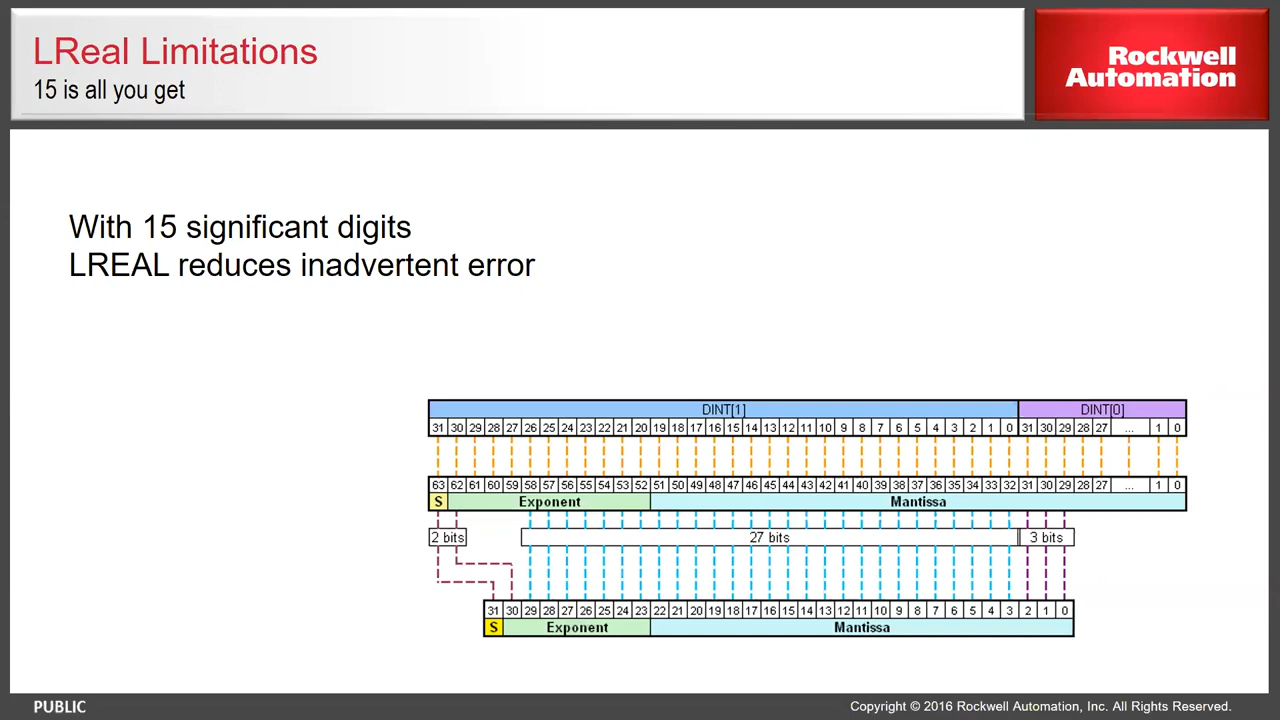 LReal Limitations
15 is all you get
Rockwell
Automation
With 15 significant digits
LREAL reduces inadvertent error
DINT[1] DINT[0]
31 30 29 28 27 26 25 24 23 22 21 20 19 18 17 16 15 14 13 12 11 10 9 8 7 6 5 4 3 2 1 0 31 30 29 28 27 ... 1 0
63 62 61 60 59 58 57 56 55 54 53 52 51 50 49 48 47 46 45 44 43 42 41 40 39 38 37 36 35 34 33 32 31 30 29 28 27 ... 1 0
S Exponent Mantissa
2 bits 27 bits 3 bits
31 30 29 28 27 26 25 24 23 22 21 20 19 18 17 16 15 14 13 12 11 10 9 8 7 6 5 4 3 2 1 0
S Exponent Mantissa
PUBLIC
Copyright © 2016 Rockwell Automation, Inc. All Rights Reserved.